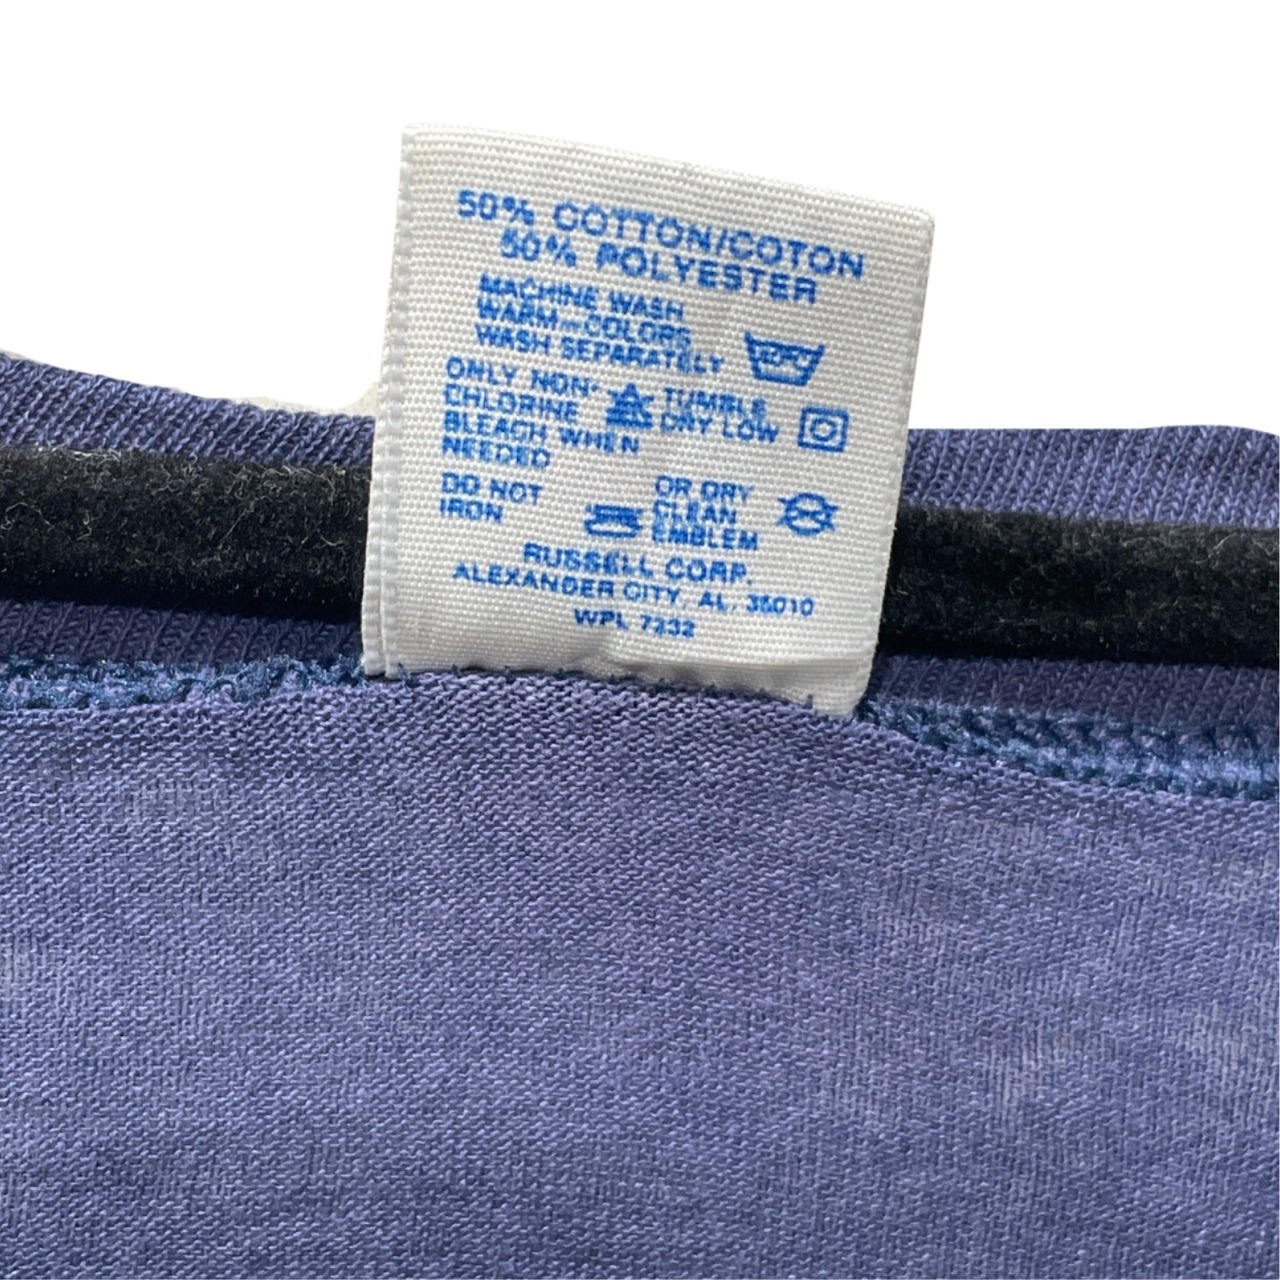 50% COTTON/COTON
50% POLYESTER
MACHINE WASH
WARM—COLORS
WASH SEPARATELY
ONLY NON-
CHLORINE
BLEACH WHEN
NEEDED
TUMBLE
DRY LOW
DO NOT
IRON
OR DRY
CLEAN
EMBLEM
RUSSELL CORP.
ALEXANDER CITY, AL. 35010
WPL 7232